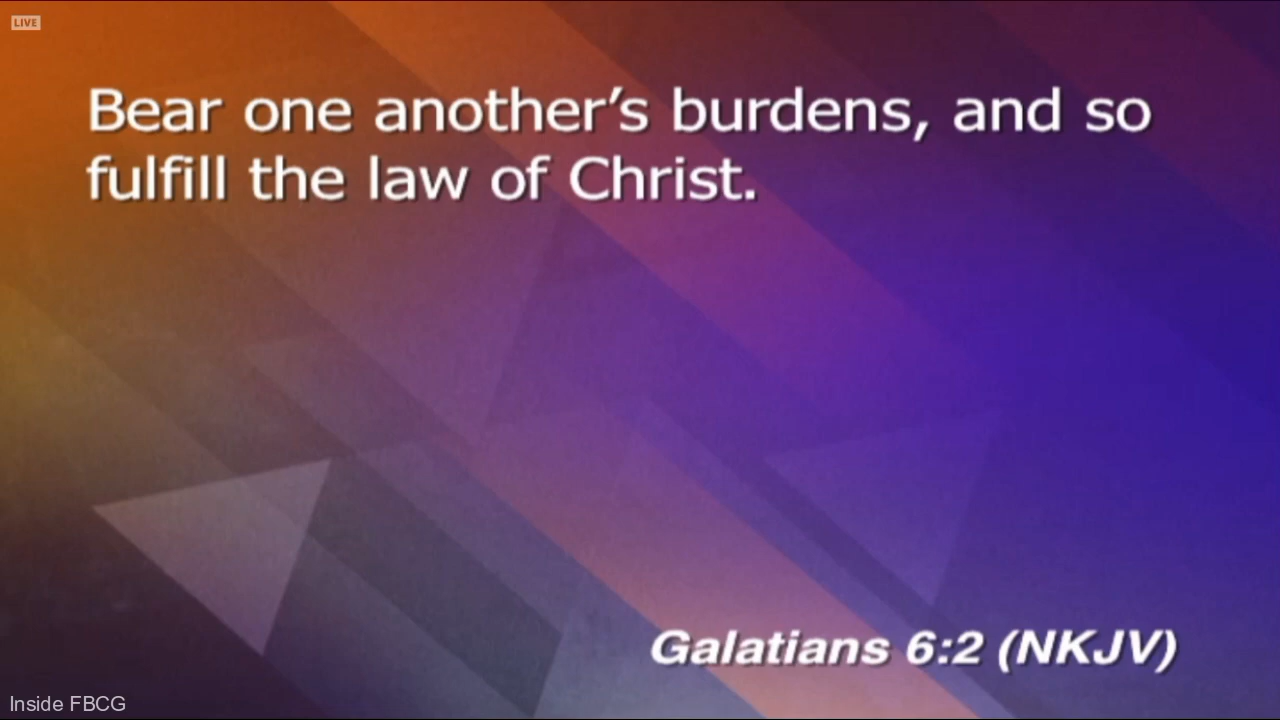 LIVE
Bear one another’s burdens, and so
fulfill the law of Christ.
Galatians 6:2 (NKJV)
Inside FBCG